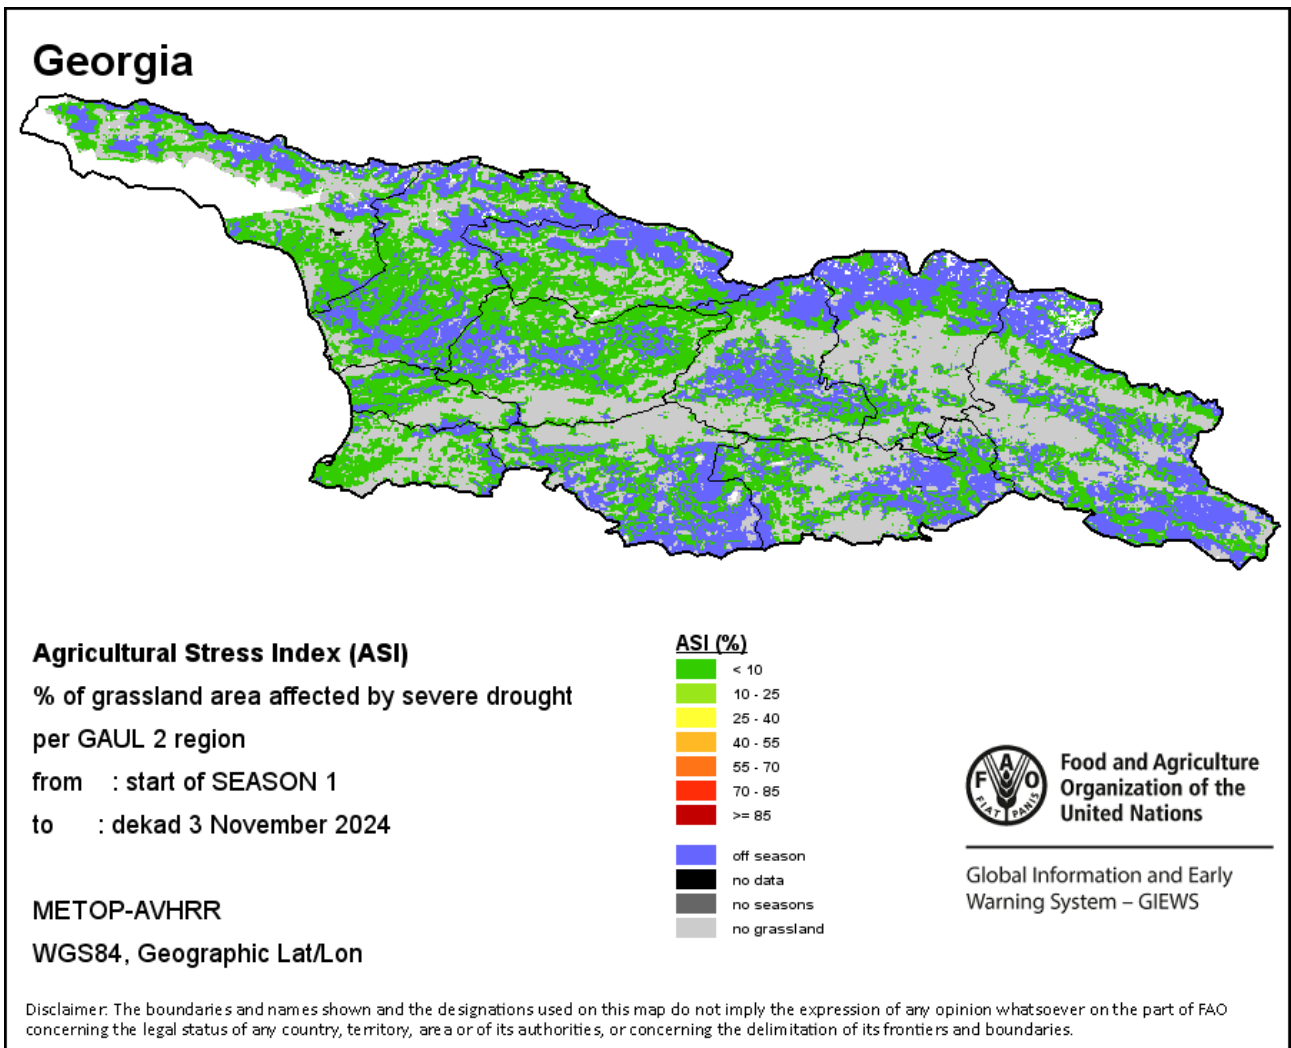 Georgia
Agricultural Stress Index (ASI)
% of grassland area affected by severe drought
per GAUL 2 region
from : start of SEASON 1
to : dekad 3 November 2024
METOP-AVHRR
WGS84, Geographic Lat/Lon
ASI (%)
< 10
10 - 25
25 - 40
40 - 55
55 - 70
70 - 85
>= 85
off season
no data
no seasons
no grassland
F A O
FIAT PANIS
Food and Agriculture
Organization of the
United Nations
Global Information and Early
Warning System – GIEWS
Disclaimer: The boundaries and names shown and the designations used on this map do not imply the expression of any opinion whatsoever on the part of FAO
concerning the legal status of any country, territory, area or of its authorities, or concerning the delimitation of its frontiers and boundaries.